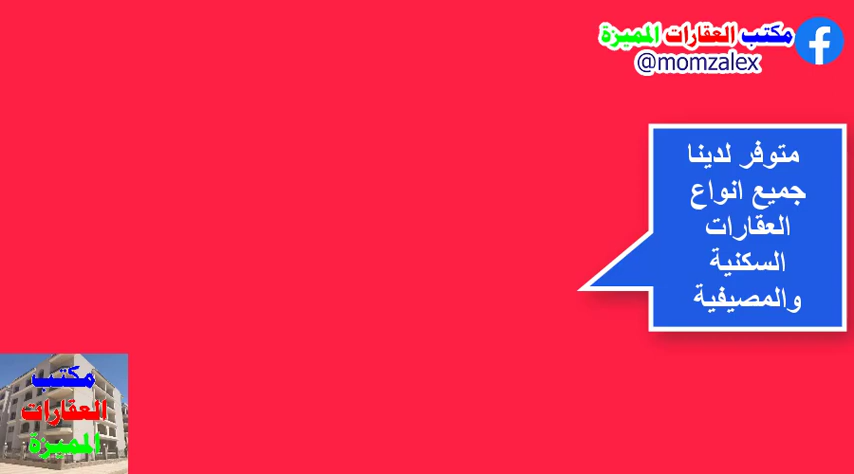 مكتب العقارات المميزة
@momzalex
متوفر لدينا
جميع انواع
العقارات
السكنية
والمصيفية
مكتب
العقارات
المميزة